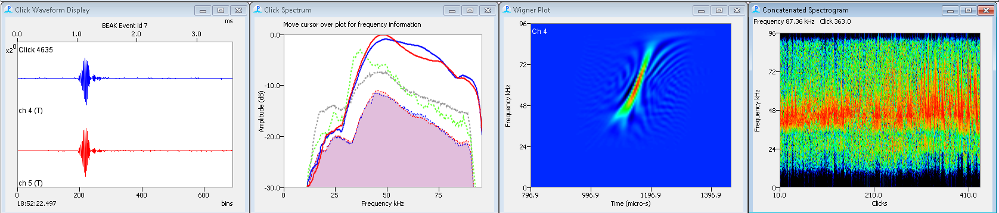 Click Waveform Display
BEAK Event id 7
ms
0.0 1.0 2.0 3.0
x2^0
Click 4635
ch 4 (T)
ch 5 (T)
0 200 400 600
18:52:22.497 bins
Click Spectrum
Move cursor over plot for frequency information
0.0
-10.0
-20.0
-30.0
Amplitude (dB)
0 25 50 75
Frequency kHz
Wigner Plot
Ch 4
96
72
48
24
0
Frequency kHz
796.9 996.9 1196.9 1396.9
Time (micro-s)
Concatenated Spectrogram
Frequency 87.36 kHz Click 363.0
96
72
48
24
0
Frequency kHz
10.0 210.0 410.0
Clicks